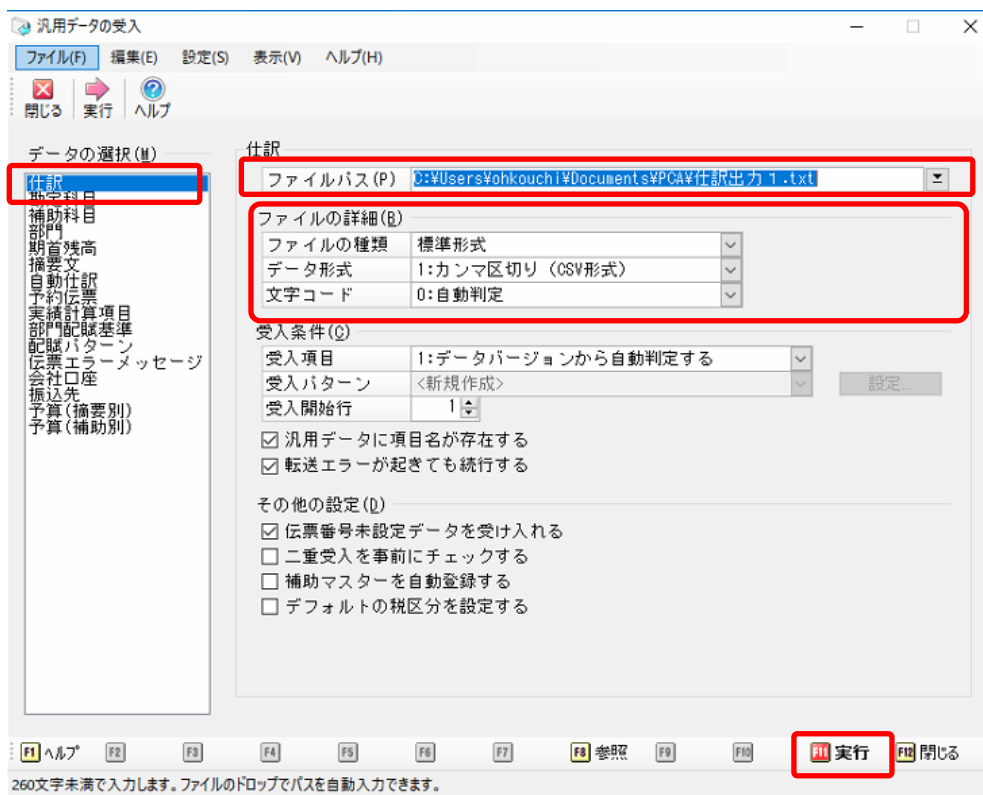 汎用データの受入
ファイル(F) 編集(E) 設定(S) 表示(V) ヘルプ(H)
閉じる 実行 ヘルプ
データの選択(M)
仕訳
勘定科目
補助科目
部門
期首残高
摘要文
自動仕訳
予約伝票
実績計算項目
部門配賦基準
配賦パターン
伝票エラーメッセージ
会社口座
振込先
予算(摘要別)
予算(補助別)
仕訳
ファイルパス(P) C:¥Users¥ohkouchi¥Documents¥PCA¥仕訳出力１.txt
ファイルの詳細(B)
ファイルの種類 標準形式
データ形式 1:カンマ区切り (CSV形式)
文字コード 0:自動判定
受入条件(C)
受入項目 1:データバージョンから自動判定する
受入パターン <新規作成> 設定...
受入開始行 1
汎用データに項目名が存在する
転送エラーが起きても続行する
その他の設定(D)
伝票番号未設定データを受け入れる
二重受入を事前にチェックする
補助マスターを自動登録する
デフォルトの税区分を設定する
F1 ヘルプ F2 F3 F4 F5 F6 F7 F8 参照 F9 F10 F11 実行 F12 閉じる
260文字未満で入力します。ファイルのドロップでパスを自動入力できます。